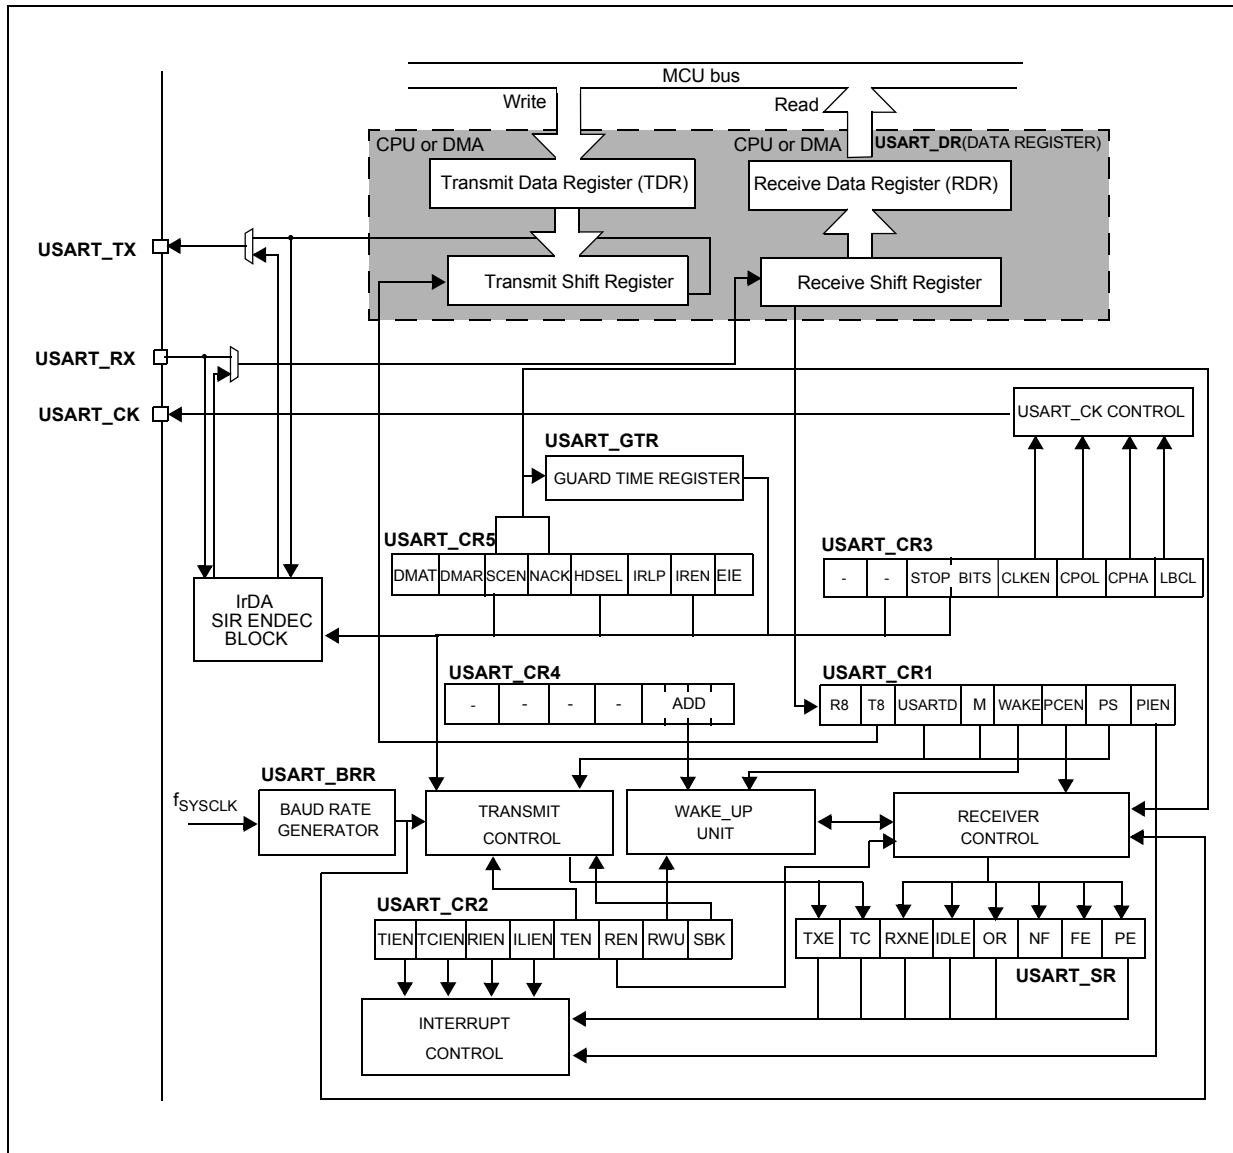 MCU bus
Write
Read
CPU or DMA
CPU or DMA
USART_DR(DATA REGISTER)
Transmit Data Register (TDR)
Receive Data Register (RDR)
USART_TX
Transmit Shift Register
Receive Shift Register
USART_RX
USART_CK
USART_CK CONTROL
USART_GTR
GUARD TIME REGISTER
USART_CR5
DMAT DMAR SCEN NACK HDSEL IRLP IREN EIE
USART_CR3
- - STOP BITS CLKEN CPOL CPHA LBCL
IrDA
SIR ENDEC
BLOCK
USART_CR4
- - - - ADD
USART_CR1
R8 T8 USARTD M WAKE PCEN PS PIEN
USART_BRR
fSYSCLK
BAUD RATE
GENERATOR
TRANSMIT
CONTROL
WAKE_UP
UNIT
RECEIVER
CONTROL
USART_CR2
TIEN TCIEN RIEN ILIEN TEN REN RWU SBK
TXE TC RXNE IDLE OR NF FE PE
USART_SR
INTERRUPT
CONTROL